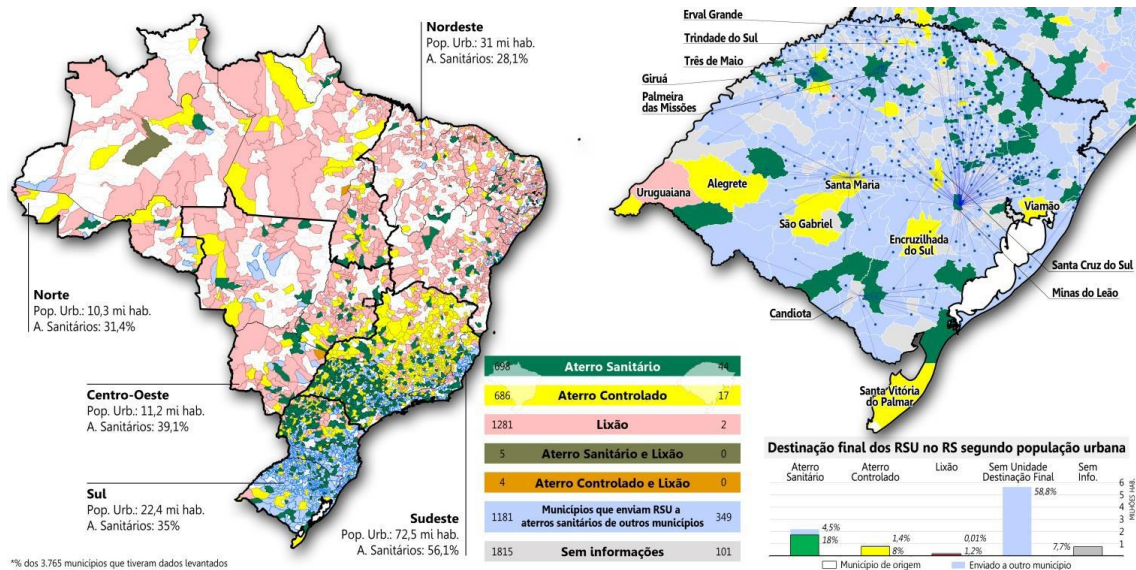 Nordeste
Pop. Urb.: 31 mi hab.
A. Sanitários: 28,1%
Norte
Pop. Urb.: 10,3 mi hab.
A. Sanitários: 31,4%
Centro-Oeste
Pop. Urb.: 11,2 mi hab.
A. Sanitários: 39,1%
Sul
Pop. Urb.: 22,4 mi hab.
A. Sanitários: 35%
Sudeste
Pop. Urb.: 72,5 mi hab.
A. Sanitários: 56,1%
*% dos 3.765 municípios que tiveram dados levantados
698 Aterro Sanitário 44
686 Aterro Controlado 17
1281 Lixão 2
5 Aterro Sanitário e Lixão 0
4 Aterro Controlado e Lixão 0
1181 Municípios que enviam RSU a
aterros sanitários de outros municípios 349
1815 Sem informações 101
Erval Grande
Trindade do Sul
Três de Maio
Giruá
Palmeira
das Missões
Uruguaiana
Alegrete
Santa Maria
São Gabriel
Encruzilhada
do Sul
Viamão
Santa Cruz do Sul
Minas do Leão
Candiota
Santa Vitória
do Palmar
Destinação final dos RSU no RS segundo população urbana
Aterro
Sanitário
Aterro
Controlado
Lixão
Sem Unidade
Destinação Final
Sem
Info.
4,5%
18%
1,4%
8%
0,01%
1,2%
58,8%
7,7%
6
5
4
3
2
1
MILHÕES HAB.
Município de origem
Enviado a outro município